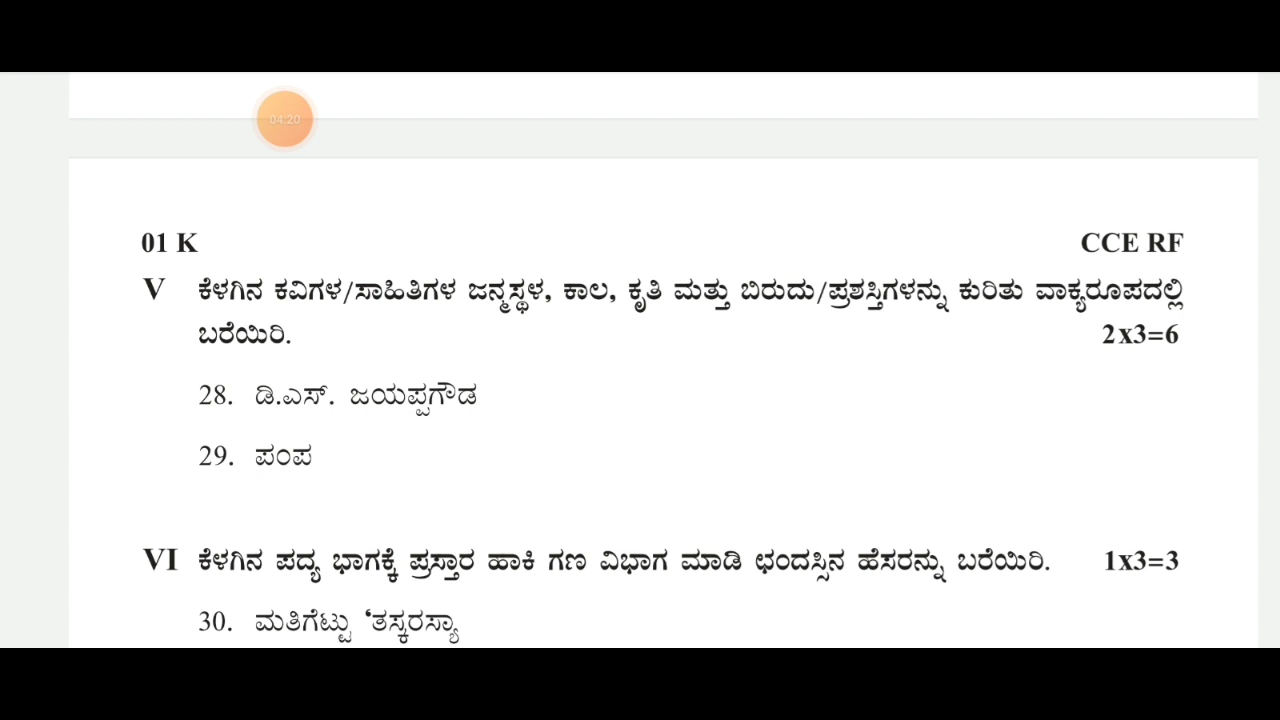 04:20
01 K CCE RF
V ಕೆಳಗಿನ ಕವಿಗಳ/ಸಾಹಿತಿಗಳ ಜನ್ಮಸ್ಥಳ, ಕಾಲ, ಕೃತಿ ಮತ್ತು ಬಿರುದು/ಪ್ರಶಸ್ತಿಗಳನ್ನು ಕುರಿತು ವಾಕ್ಯರೂಪದಲ್ಲಿ
ಬರೆಯಿರಿ. 2x3=6
28. ಡಿ.ಎಸ್. ಜಯಪ್ಪಗೌಡ
29. ಪಂಪ
VI ಕೆಳಗಿನ ಪದ್ಯ ಭಾಗಕ್ಕೆ ಪ್ರಸ್ತಾರ ಹಾಕಿ ಗಣ ವಿಭಾಗ ಮಾಡಿ ಛಂದಸ್ಸಿನ ಹೆಸರನ್ನು ಬರೆಯಿರಿ. 1x3=3
30. ಮತಿಗೆಟ್ಟು ‘ತಸ್ಕರಸ್ಯಾ